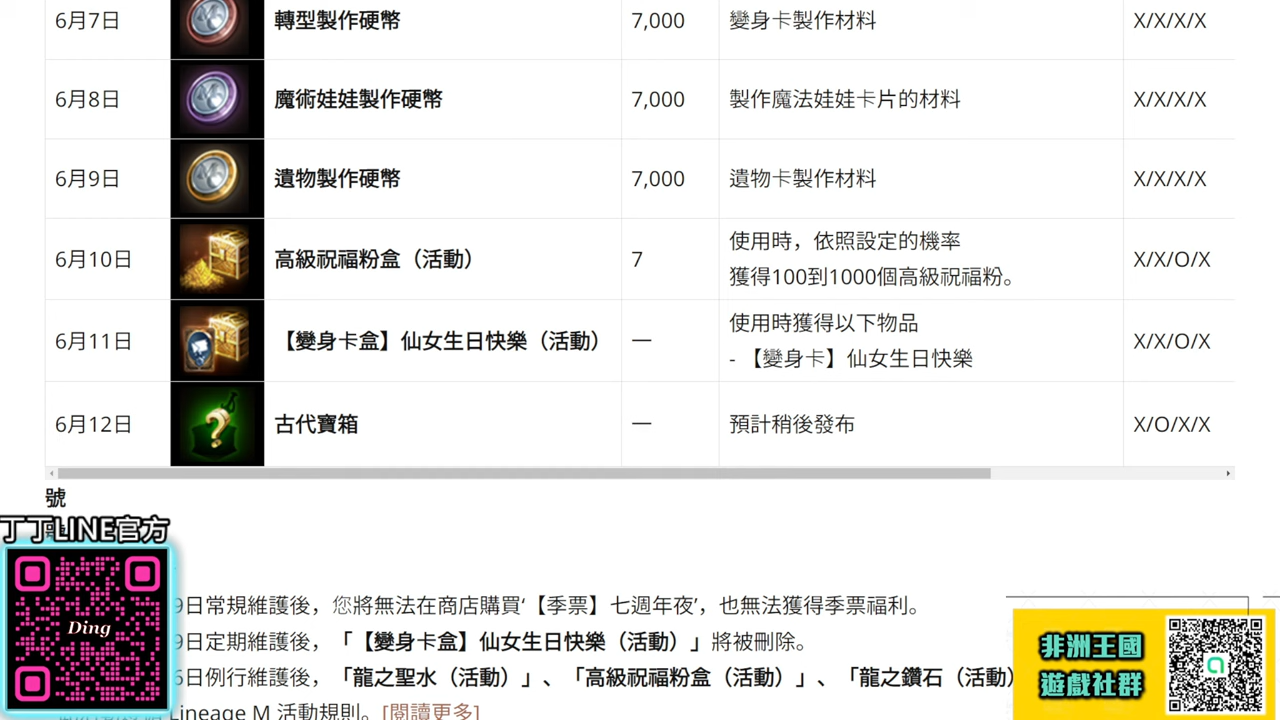 6月7日 轉型製作硬幣 7,000 變身卡製作材料 X/X/X/X
6月8日 魔術娃娃製作硬幣 7,000 製作魔法娃娃卡片的材料 X/X/X/X
6月9日 遺物製作硬幣 7,000 遺物卡製作材料 X/X/X/X
6月10日 高級祝福粉盒（活動） 7 使用時，依照設定的機率
獲得100到1000個高級祝福粉。 X/X/O/X
6月11日 【變身卡盒】仙女生日快樂（活動） — 使用時獲得以下物品
- 【變身卡】仙女生日快樂 X/X/O/X
6月12日 古代寶箱 — 預計稍後發布 X/O/X/X
號
丁丁LINE官方
Ding
9日常規維護後，您將無法在商店購買‘【季票】七週年夜’，也無法獲得季票福利。
9日定期維護後，「【變身卡盒】仙女生日快樂（活動）」將被刪除。
6日例行維護後，「龍之聖水（活動）」、「高級祝福粉盒（活動）」、「龍之鑽石（活動）
Lineage M 活動規則。[閱讀更多]
非洲王國
遊戲社群